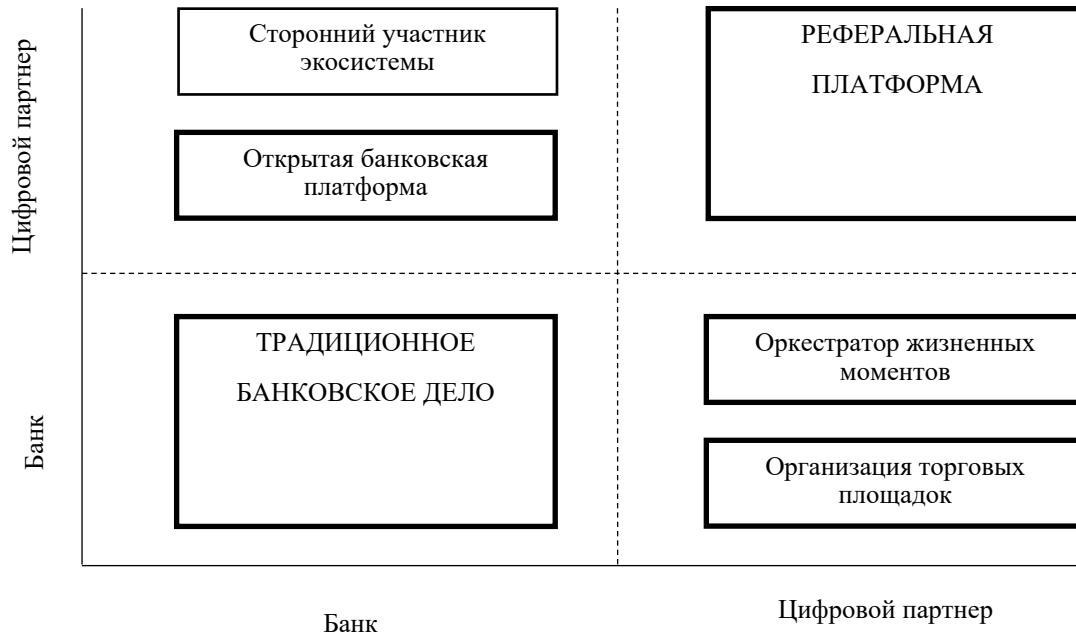 Цифровой партнер
Сторонний участник
экосистемы
Открытая банковская
платформа
РЕФЕРАЛЬНАЯ
ПЛАТФОРМА
Банк
ТРАДИЦИОННОЕ
БАНКОВСКОЕ ДЕЛО
Оркестратор жизненных
моментов
Организация торговых
площадок
Банк
Цифровой партнер